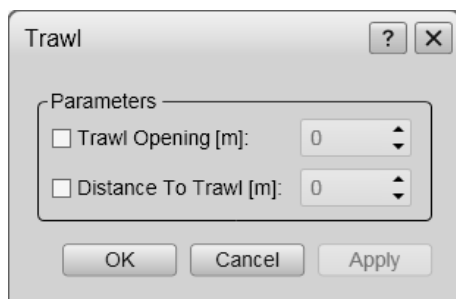 Trawl ?
Parameters
Trawl Opening [m]: 0
Distance To Trawl [m]: 0
OK Cancel Apply